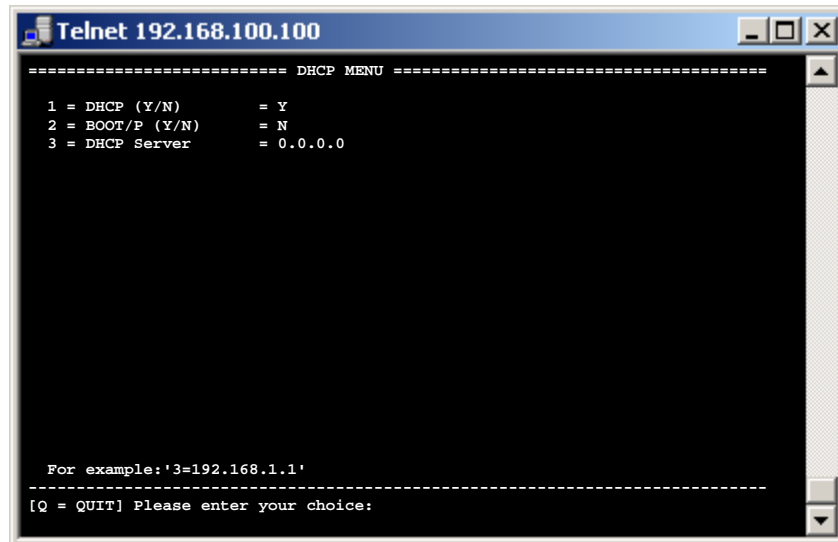 Telnet 192.168.100.100
=========================== DHCP MENU =======================================
1 = DHCP (Y/N) = Y
2 = BOOT/P (Y/N) = N
3 = DHCP Server = 0.0.0.0
For example:'3=192.168.1.1'
-----------------------------------------------------------------------------
[Q = QUIT] Please enter your choice: